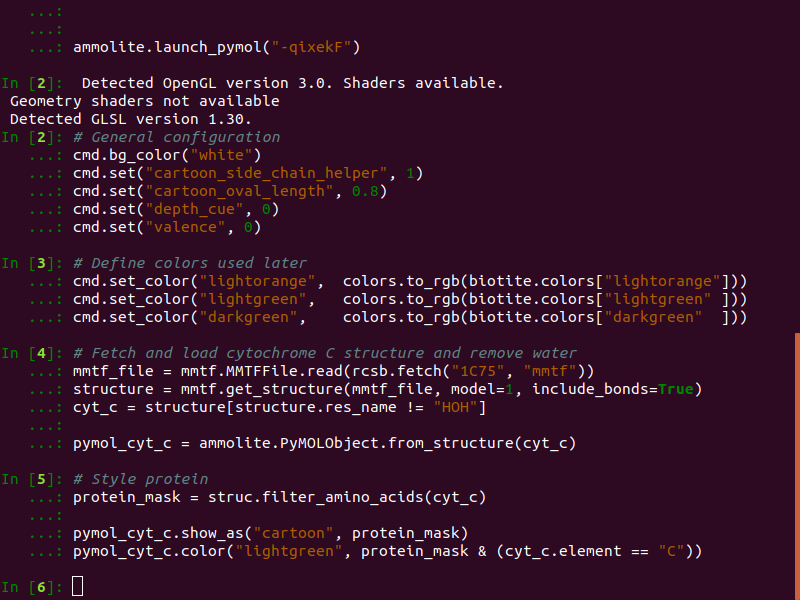 ...:
...:
...: ammolite.launch_pymol("-qixekF")
In [2]:  Detected OpenGL version 3.0. Shaders available.
 Geometry shaders not available
 Detected GLSL version 1.30.
In [2]: # General configuration
...: cmd.bg_color("white")
...: cmd.set("cartoon_side_chain_helper", 1)
...: cmd.set("cartoon_oval_length", 0.8)
...: cmd.set("depth_cue", 0)
...: cmd.set("valence", 0)
In [3]: # Define colors used later
...: cmd.set_color("lightorange",  colors.to_rgb(biotite.colors["lightorange"]))
...: cmd.set_color("lightgreen",   colors.to_rgb(biotite.colors["lightgreen" ]))
...: cmd.set_color("darkgreen",    colors.to_rgb(biotite.colors["darkgreen"  ]))
In [4]: # Fetch and load cytochrome C structure and remove water
...: mmtf_file = mmtf.MMTFFile.read(rcsb.fetch("1C75", "mmtf"))
...: structure = mmtf.get_structure(mmtf_file, model=1, include_bonds=True)
...: cyt_c = structure[structure.res_name != "HOH"]
...:
...: pymol_cyt_c = ammolite.PyMOLObject.from_structure(cyt_c)
In [5]: # Style protein
...: protein_mask = struc.filter_amino_acids(cyt_c)
...:
...: pymol_cyt_c.show_as("cartoon", protein_mask)
...: pymol_cyt_c.color("lightgreen", protein_mask & (cyt_c.element == "C"))
In [6]: